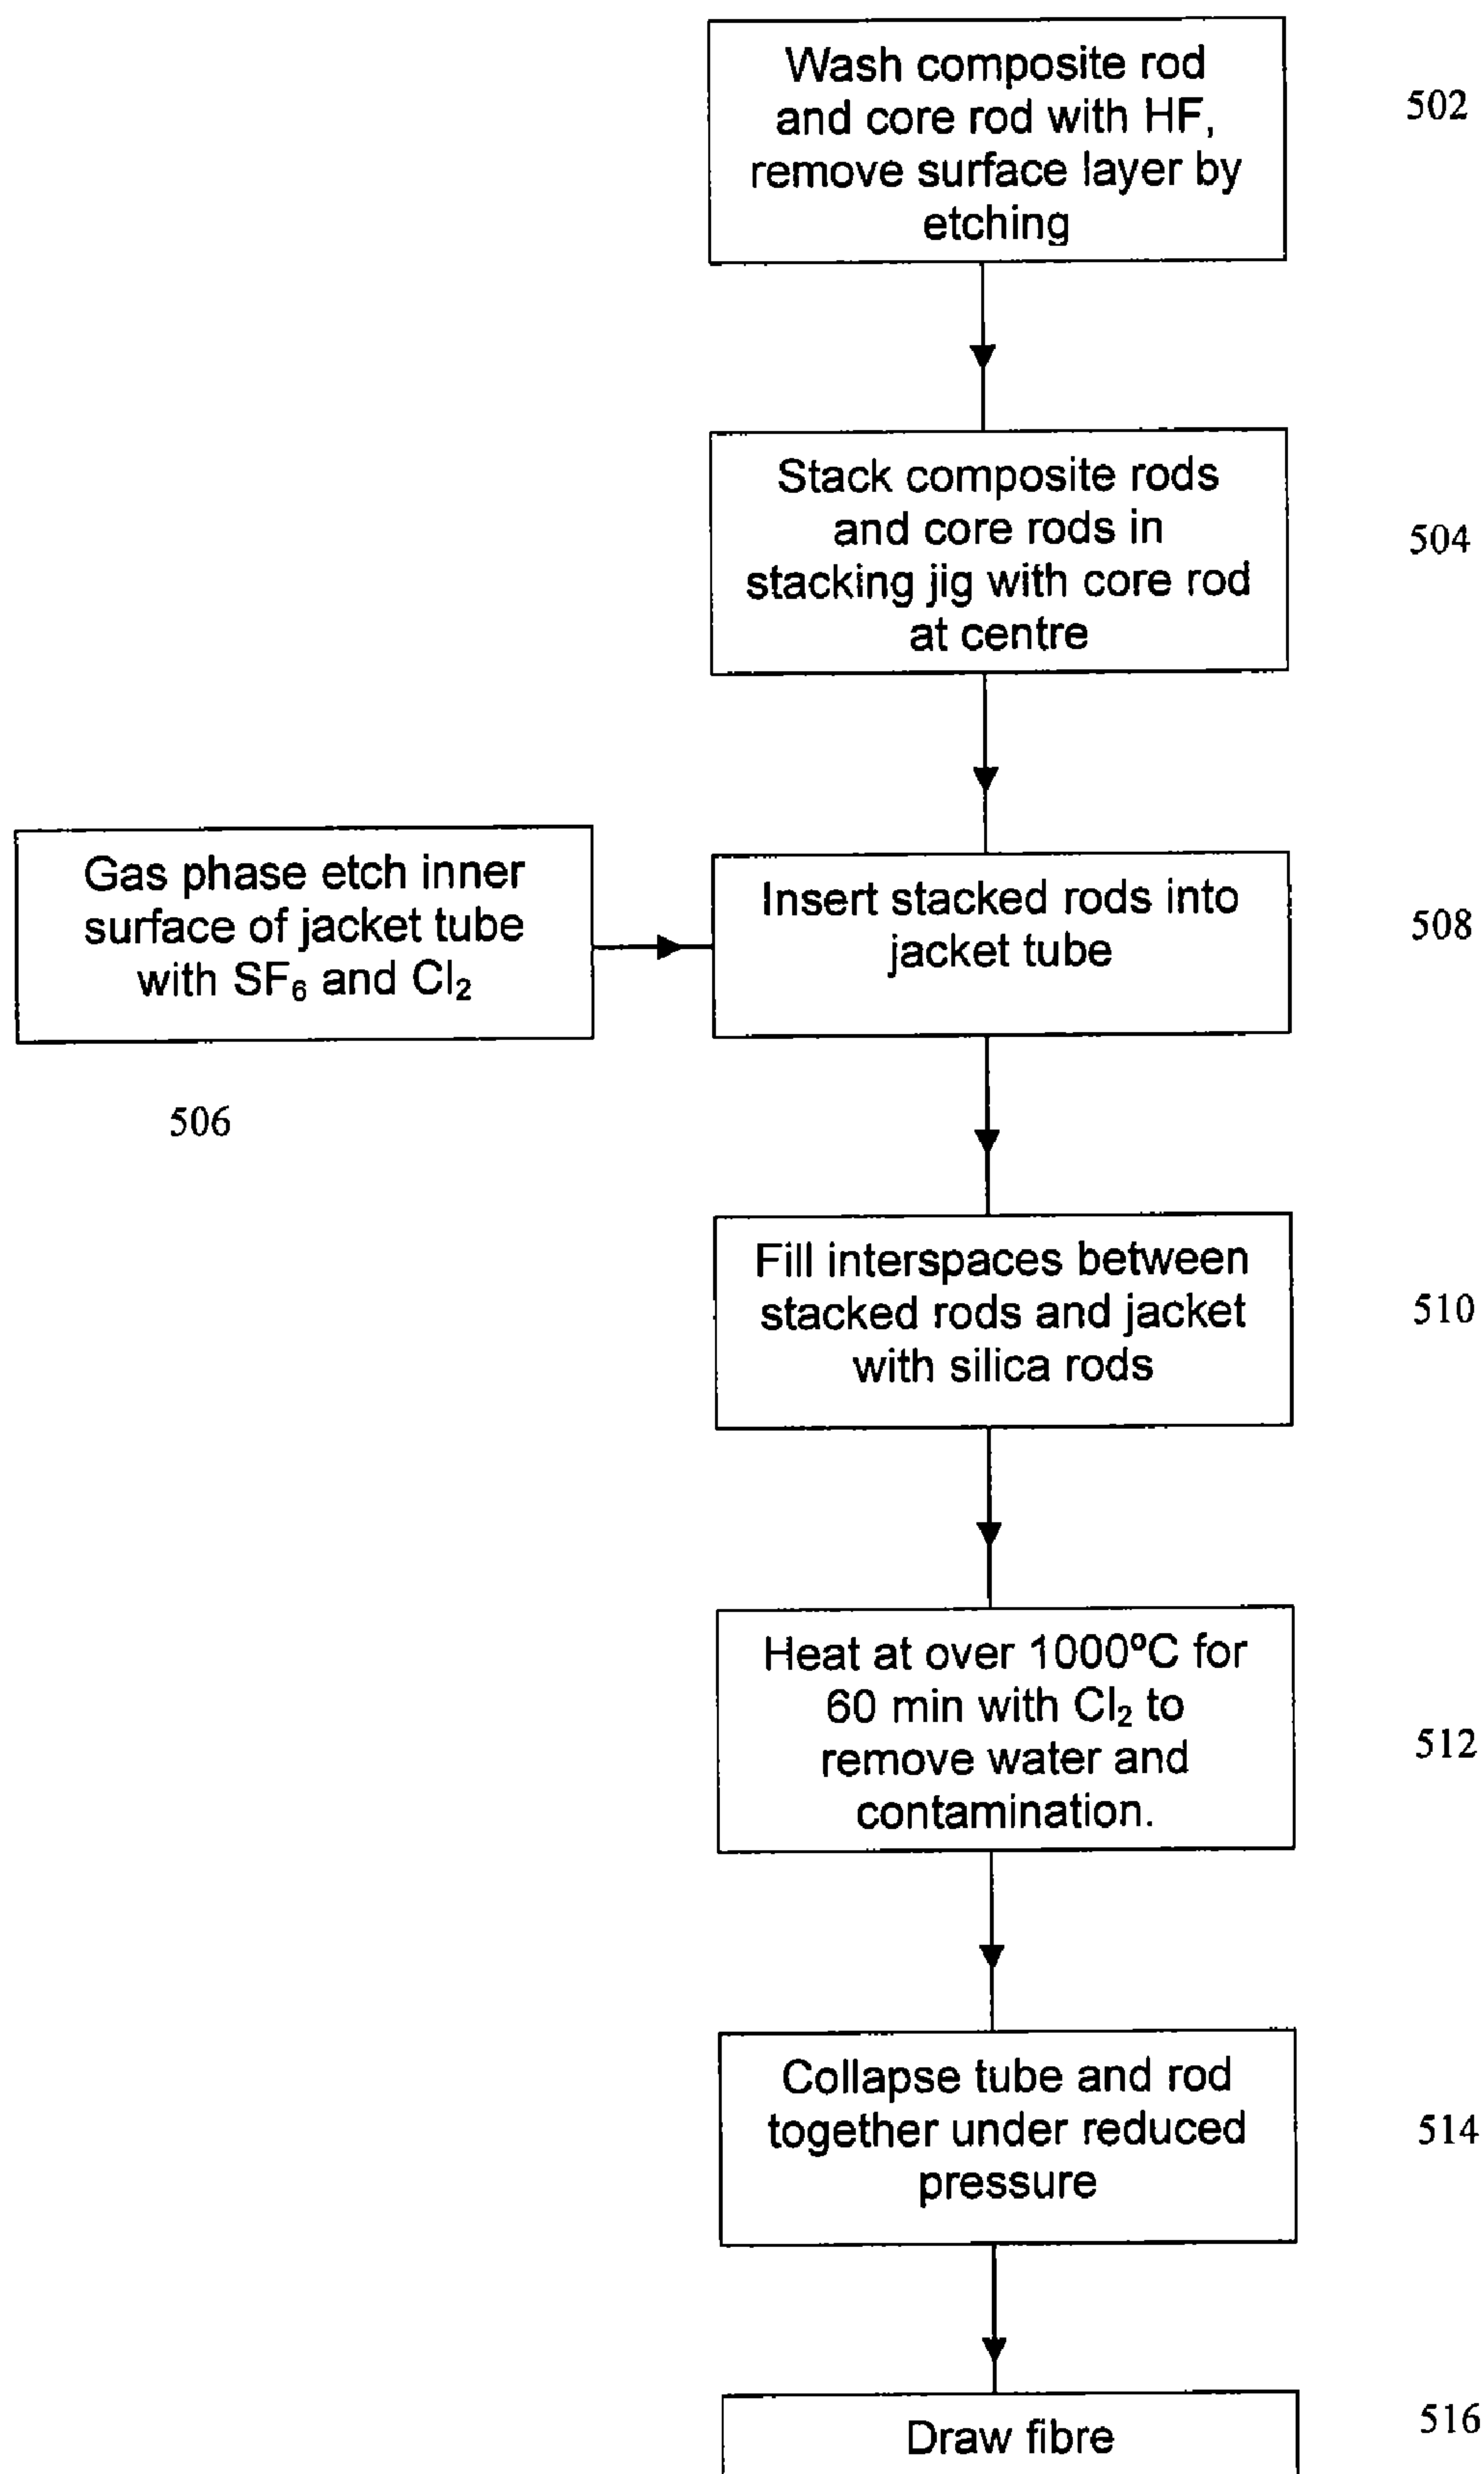 Wash composite rod
and core rod with HF,
remove surface layer by
etching
502
Stack composite rods
and core rods in
stacking jig with core rod
at centre
504
Gas phase etch inner
surface of jacket tube
with SF₆ and Cl₂
506
Insert stacked rods into
jacket tube
508
Fill interspaces between
stacked rods and jacket
with silica rods
510
Heat at over 1000ºC for
60 min with Cl₂ to
remove water and
contamination.
512
Collapse tube and rod
together under reduced
pressure
514
Draw fibre
516